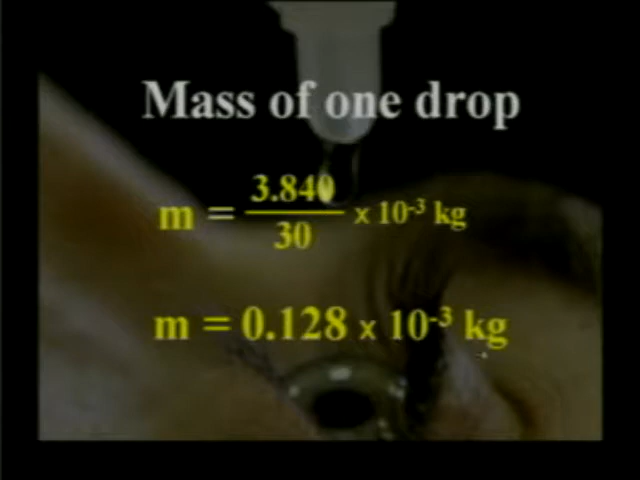 Mass of one drop
m = 3.840/30 x 10⁻³ kg
m = 0.128 x 10⁻³ kg